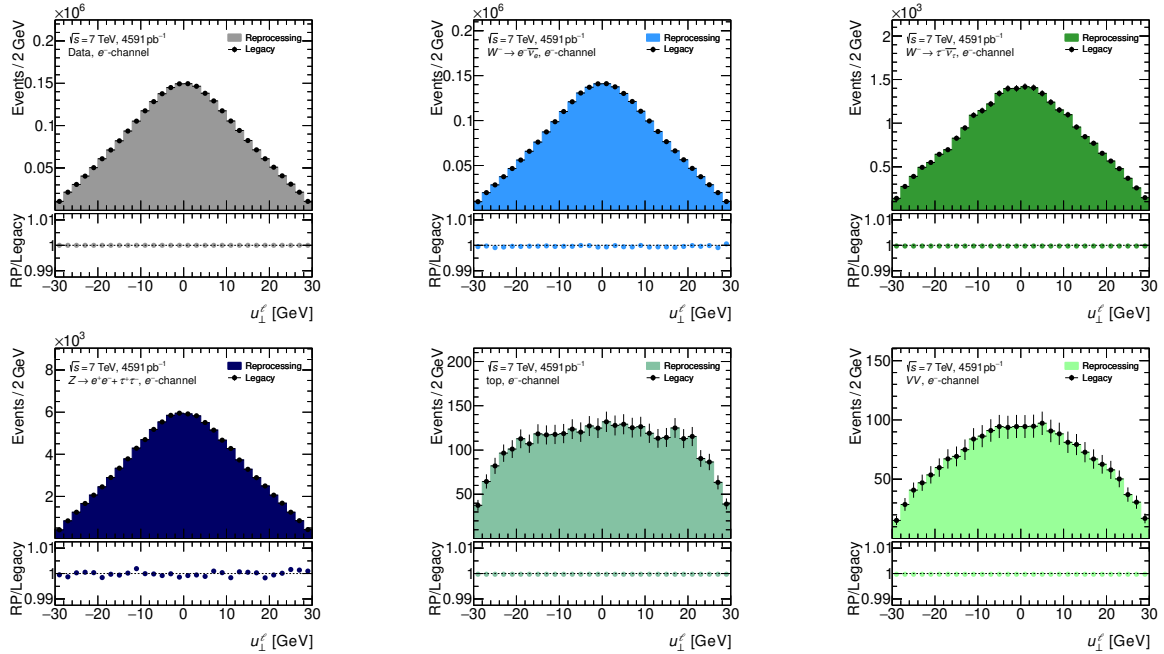 ×10⁶
√s = 7 TeV, 4591 pb⁻¹
Data, e⁻-channel
Reprocessing
Legacy
Events / 2 GeV
0.2
0.15
0.1
0.05
RP/Legacy
1.01
1
0.99
−30 −20 −10 0 10 20 30
u⊥ℓ [GeV]
×10⁶
√s = 7 TeV, 4591 pb⁻¹
W⁻→ e⁻ν̅ₑ, e⁻-channel
Reprocessing
Legacy
Events / 2 GeV
0.2
0.15
0.1
0.05
RP/Legacy
1.01
1
0.99
−30 −20 −10 0 10 20 30
u⊥ℓ [GeV]
×10³
√s = 7 TeV, 4591 pb⁻¹
W⁻→ τ⁻ν̅τ, e⁻-channel
Reprocessing
Legacy
Events / 2 GeV
2
1.5
1
0.5
RP/Legacy
1.01
1
0.99
−30 −20 −10 0 10 20 30
u⊥ℓ [GeV]
×10³
√s = 7 TeV, 4591 pb⁻¹
Z → e⁺e⁻+ τ⁺τ⁻, e⁻-channel
Reprocessing
Legacy
Events / 2 GeV
8
6
4
2
RP/Legacy
1.01
1
0.99
−30 −20 −10 0 10 20 30
u⊥ℓ [GeV]
√s = 7 TeV, 4591 pb⁻¹
top, e⁻-channel
Reprocessing
Legacy
Events / 2 GeV
200
150
100
50
RP/Legacy
1.01
1
0.99
−30 −20 −10 0 10 20 30
u⊥ℓ [GeV]
√s = 7 TeV, 4591 pb⁻¹
VV, e⁻-channel
Reprocessing
Legacy
Events / 2 GeV
150
100
50
RP/Legacy
1.01
1
0.99
−30 −20 −10 0 10 20 30
u⊥ℓ [GeV]